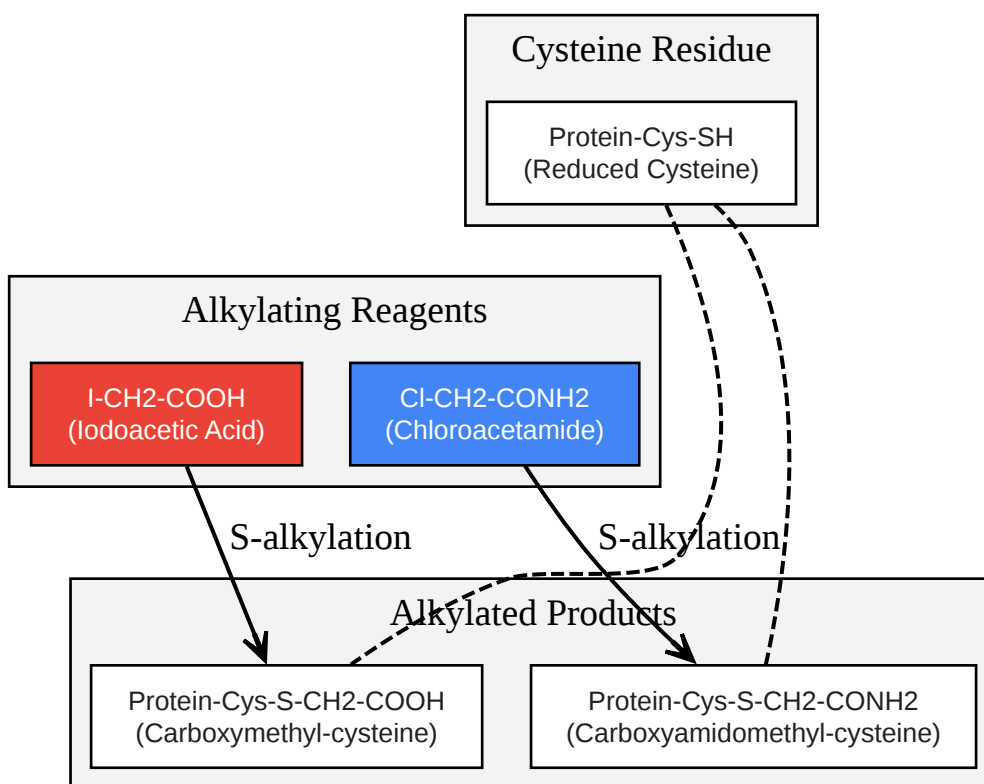 Cysteine Residue
Protein-Cys-SH
(Reduced Cysteine)
Alkylating Reagents
I-CH2-COOH
(Iodoacetic Acid)
Cl-CH2-CONH2
(Chloroacetamide)
S-alkylation
S-alkylation
Alkylated Products
Protein-Cys-S-CH2-COOH
(Carboxymethyl-cysteine)
Protein-Cys-S-CH2-CONH2
(Carboxyamidomethyl-cysteine)